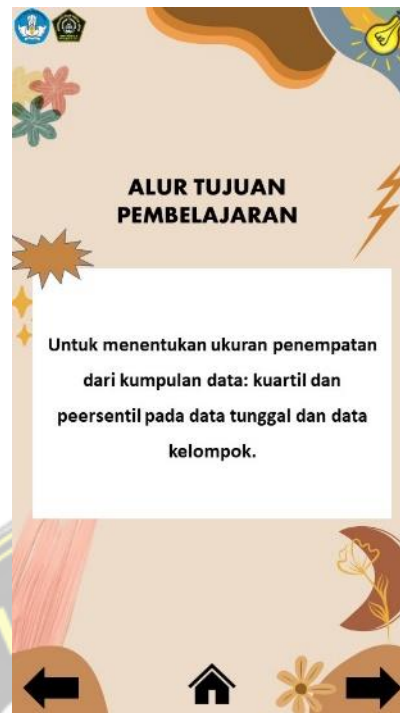 ALUR TUJUAN
PEMBELAJARAN
Untuk menentukan ukuran penempatan
dari kumpulan data: kuartil dan
peersentil pada data tunggal dan data
kelompok.